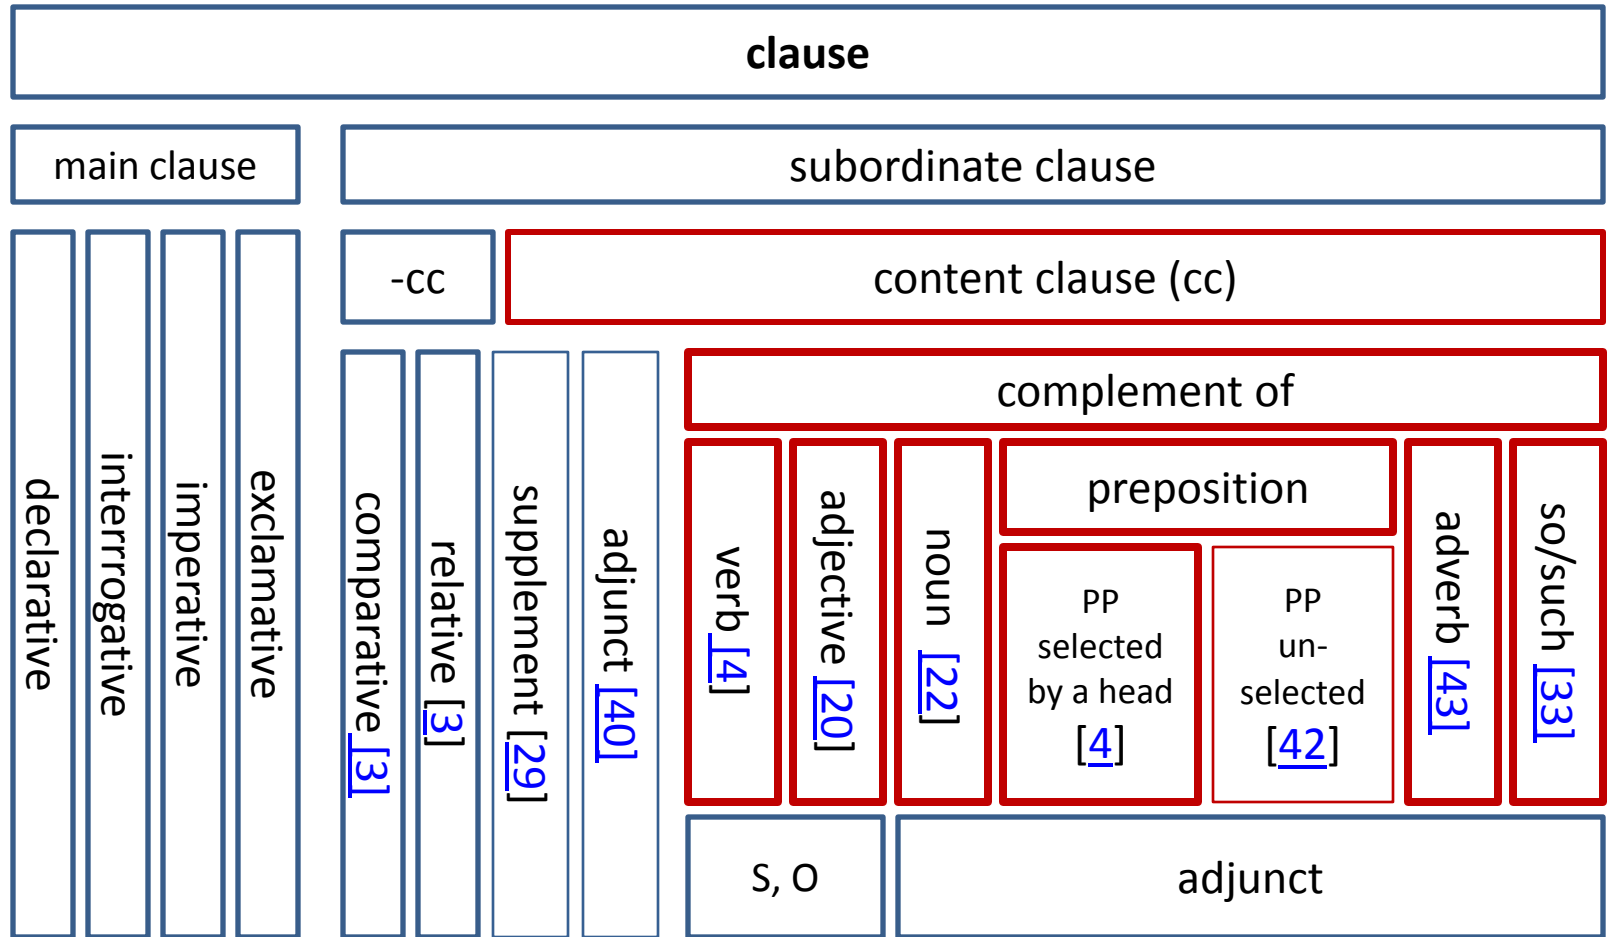 clause
main clause
subordinate clause
-cc
content clause (cc)
declarative
interrrogative
imperative
exclamative
comparative [3]
relative [3]
supplement [29]
adjunct [40]
complement of
verb [4]
adjective [20]
noun [22]
preposition
PP
selected
by a head
[4]
PP
un-
selected
[42]
adverb [43]
so/such [33]
S, O
adjunct